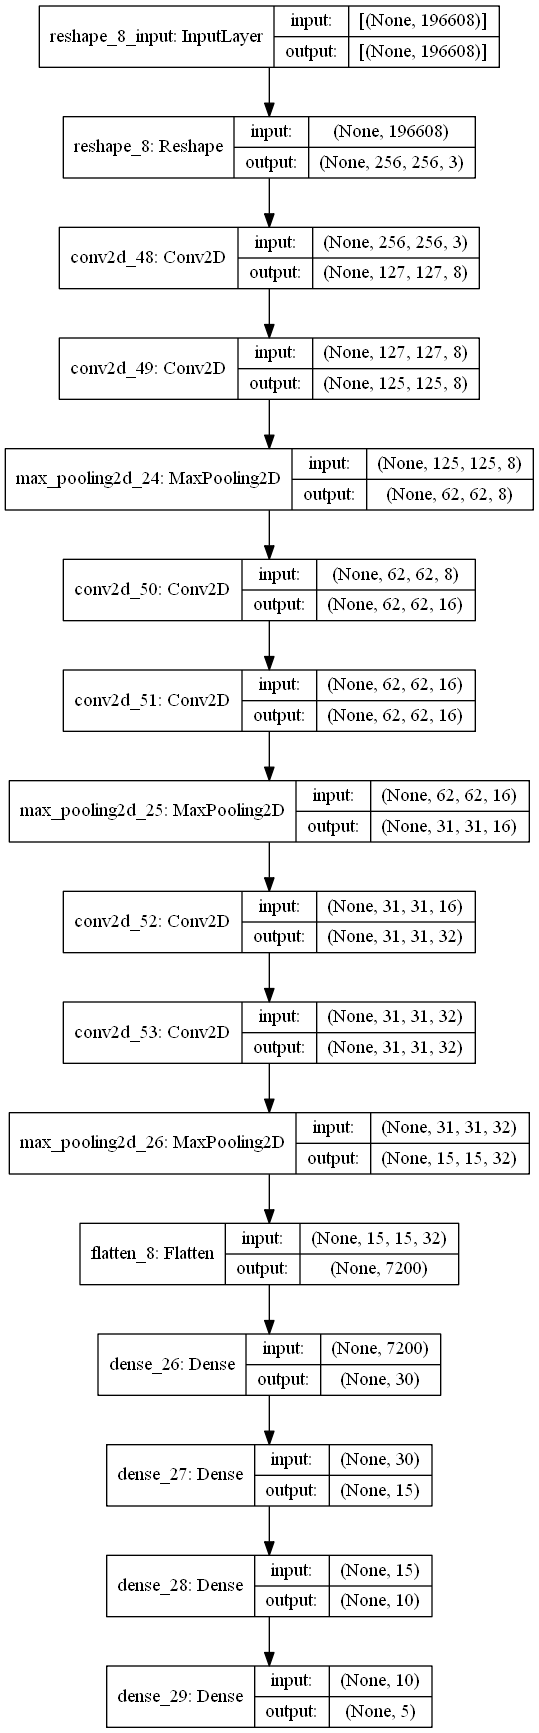 reshape_8_input: InputLayer
input: [(None, 196608)]
output: [(None, 196608)]
reshape_8: Reshape
input: (None, 196608)
output: (None, 256, 256, 3)
conv2d_48: Conv2D
input: (None, 256, 256, 3)
output: (None, 127, 127, 8)
conv2d_49: Conv2D
input: (None, 127, 127, 8)
output: (None, 125, 125, 8)
max_pooling2d_24: MaxPooling2D
input: (None, 125, 125, 8)
output: (None, 62, 62, 8)
conv2d_50: Conv2D
input: (None, 62, 62, 8)
output: (None, 62, 62, 16)
conv2d_51: Conv2D
input: (None, 62, 62, 16)
output: (None, 62, 62, 16)
max_pooling2d_25: MaxPooling2D
input: (None, 62, 62, 16)
output: (None, 31, 31, 16)
conv2d_52: Conv2D
input: (None, 31, 31, 16)
output: (None, 31, 31, 32)
conv2d_53: Conv2D
input: (None, 31, 31, 32)
output: (None, 31, 31, 32)
max_pooling2d_26: MaxPooling2D
input: (None, 31, 31, 32)
output: (None, 15, 15, 32)
flatten_8: Flatten
input: (None, 15, 15, 32)
output: (None, 7200)
dense_26: Dense
input: (None, 7200)
output: (None, 30)
dense_27: Dense
input: (None, 30)
output: (None, 15)
dense_28: Dense
input: (None, 15)
output: (None, 10)
dense_29: Dense
input: (None, 10)
output: (None, 5)